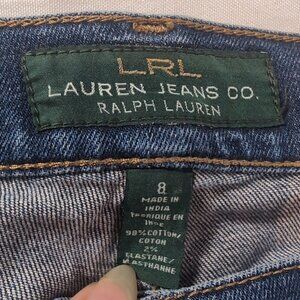 LRL
LAUREN JEANS CO.
RALPH LAUREN
8
MADE IN
INDIA
FABRIQUE EN
INDE
98% COTTON/
COTON
2%
ELASTANE/
ELASTHANNE